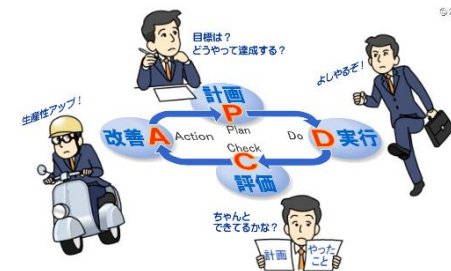 目標は?
どうやって達成する?
よしやるぞ!
生産性アップ!
計画
P
Plan
改善 A Action
Do D 実行
Check
C
評価
ちゃんと
できてるかな?
計画
やった
こと